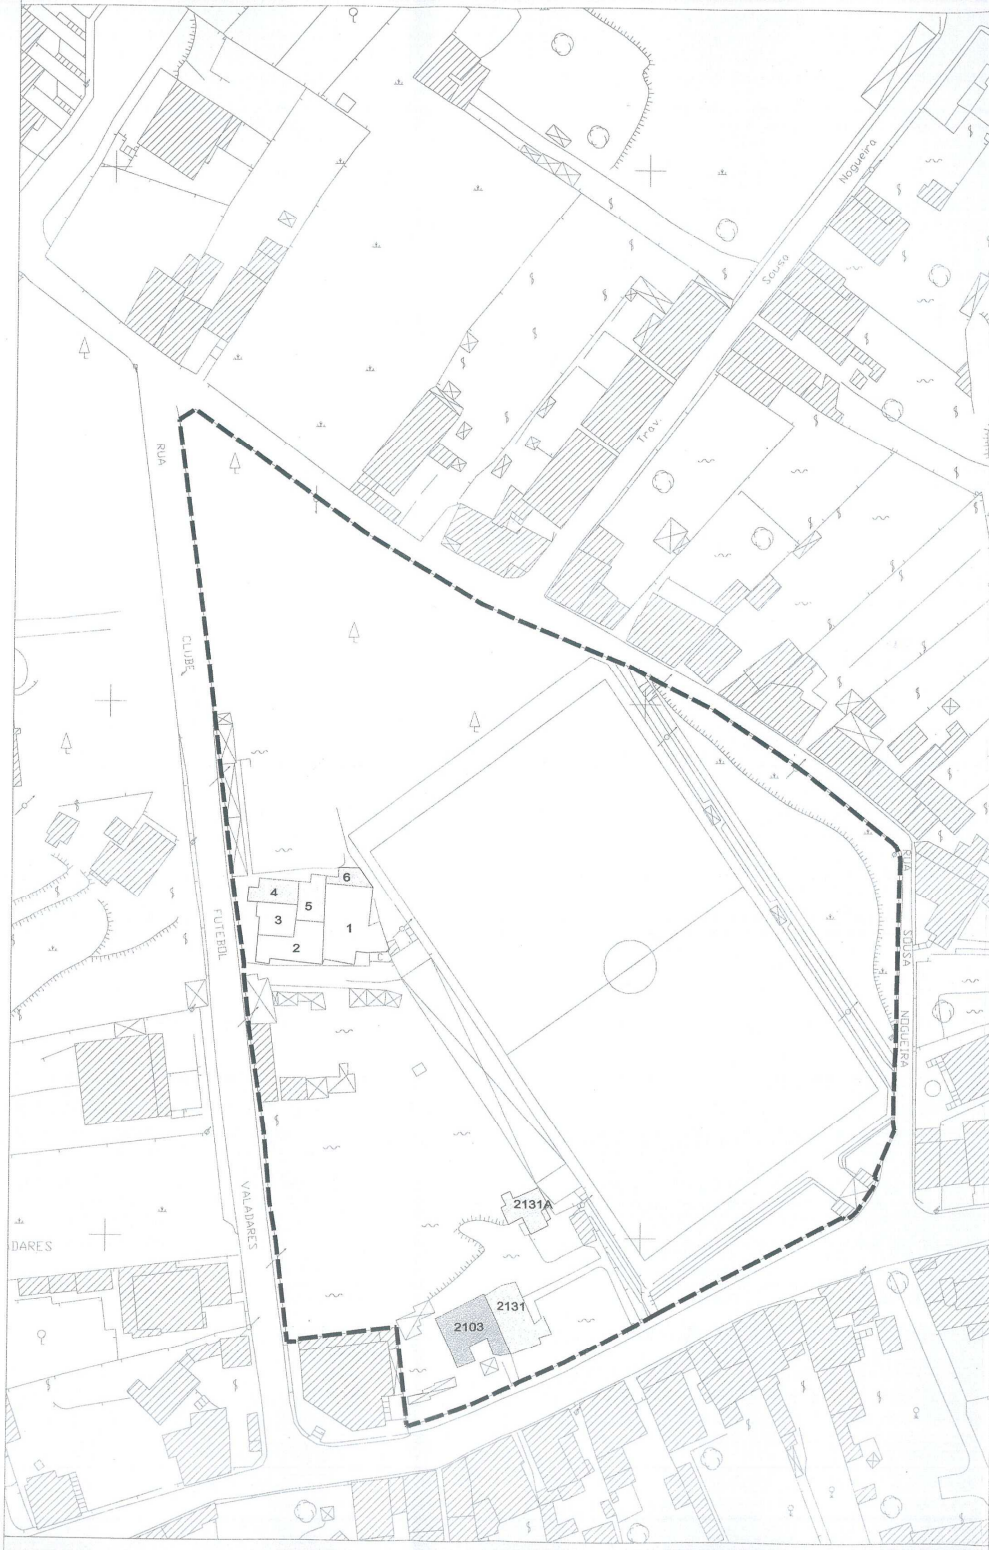 Nogueira
Sousa
Trav.
RUA
CLUBE
FUTEBOL
VALADARES
RUA
SOUSA
NOGUEIRA
6
4
5
3
1
2
2131A
2131
2103
DARES